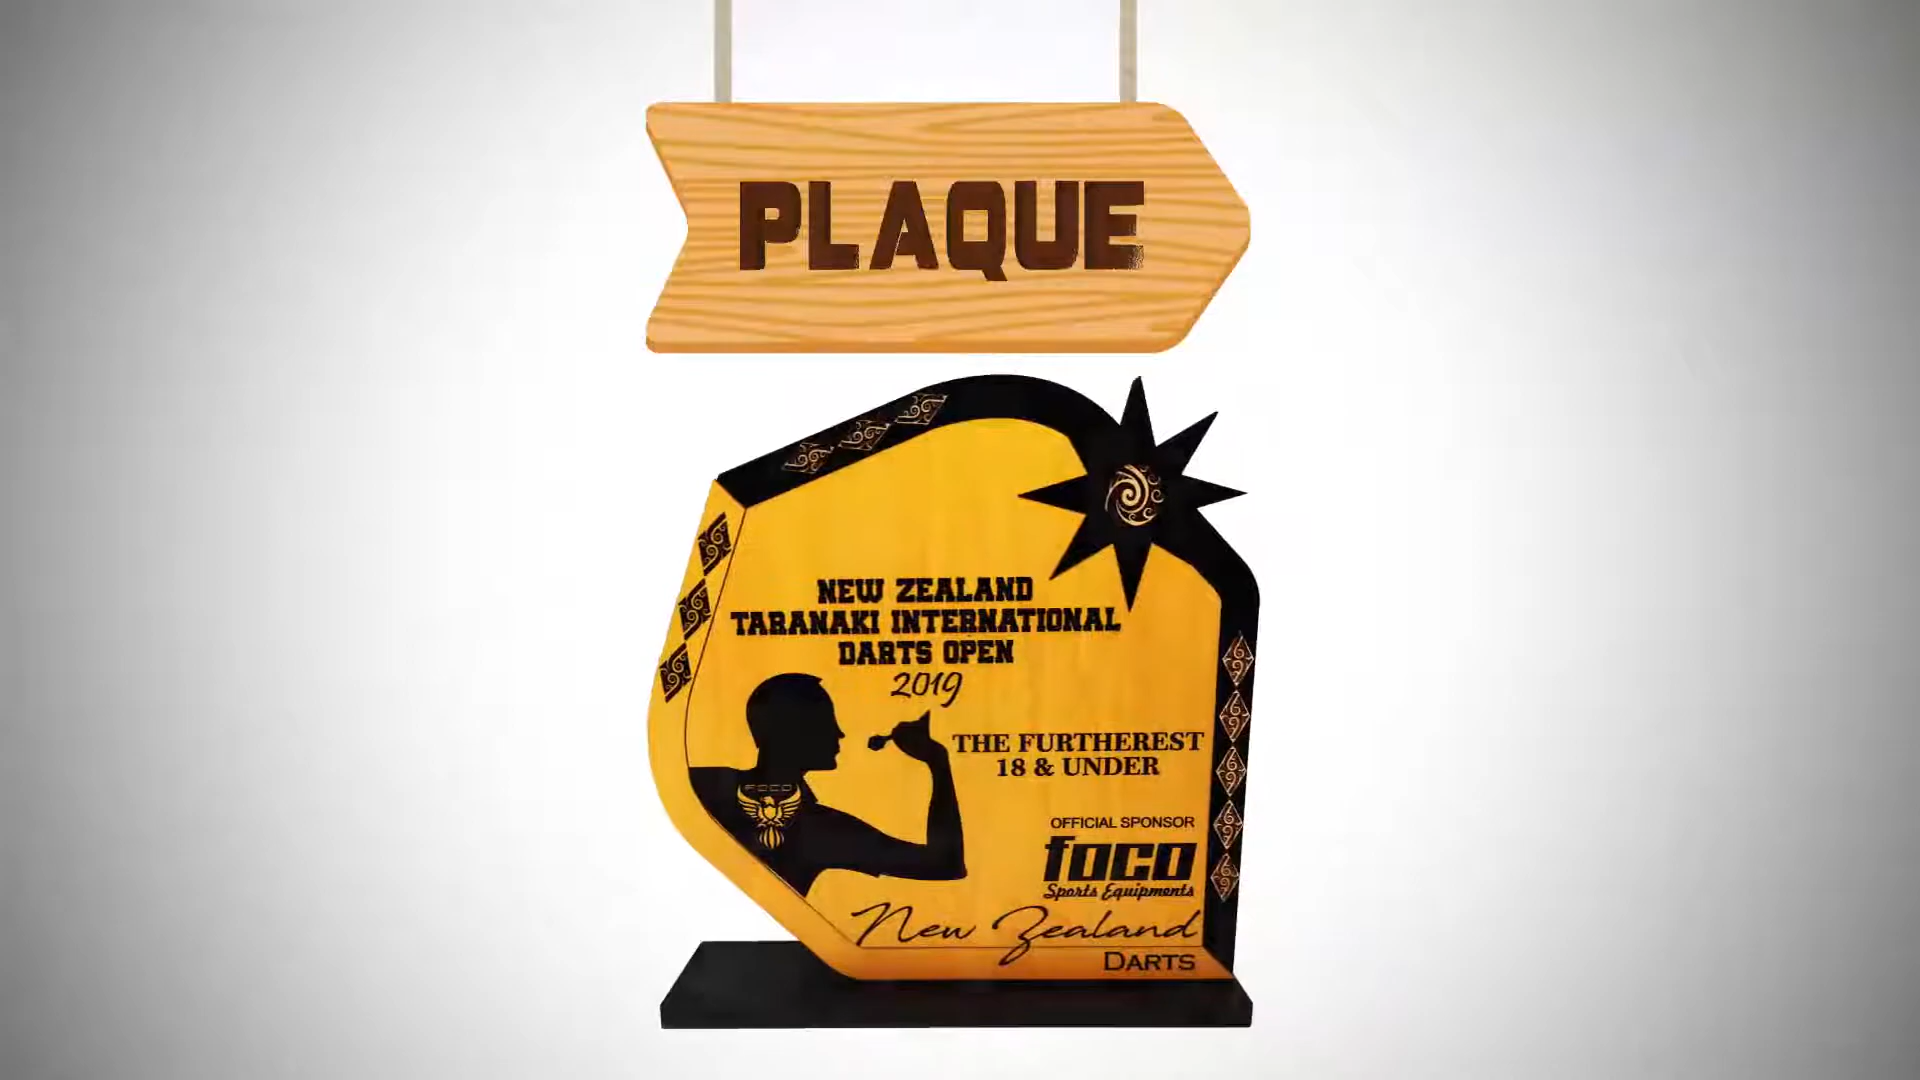 PLAQUE
NEW ZEALAND
TARANAKI INTERNATIONAL
DARTS OPEN
2019
THE FURTHEREST
18 & UNDER
FOCO
OFFICIAL SPONSOR
foco
Sports Equipments
New Zealand
DARTS